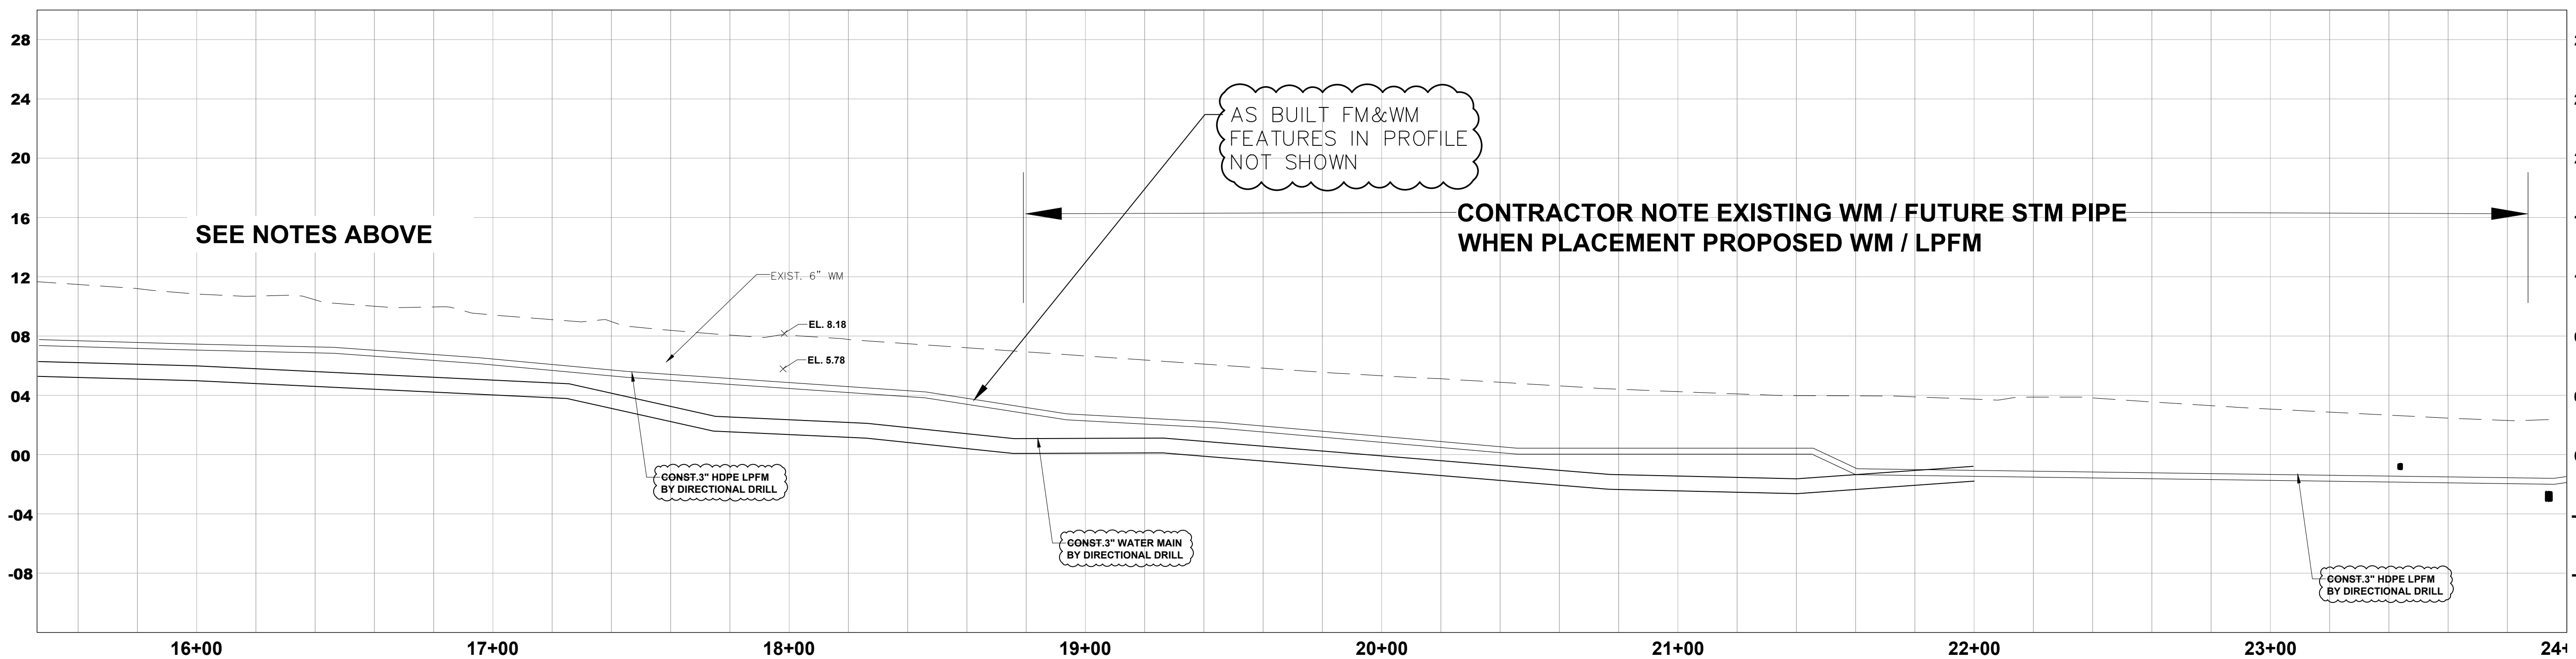 28
24
20
16
12
08
04
00
-04
-08
AS BUILT FM&WM
FEATURES IN PROFILE
NOT SHOWN
CONTRACTOR NOTE EXISTING WM / FUTURE STM PIPE
WHEN PLACEMENT PROPOSED WM / LPFM
SEE NOTES ABOVE
EXIST. 6" WM
EL. 8.18
EL. 5.78
CONST.3" HDPE LPFM
BY DIRECTIONAL DRILL
CONST.3" WATER MAIN
BY DIRECTIONAL DRILL
CONST.3" HDPE LPFM
BY DIRECTIONAL DRILL
16+00 17+00 18+00 19+00 20+00 21+00 22+00 23+00